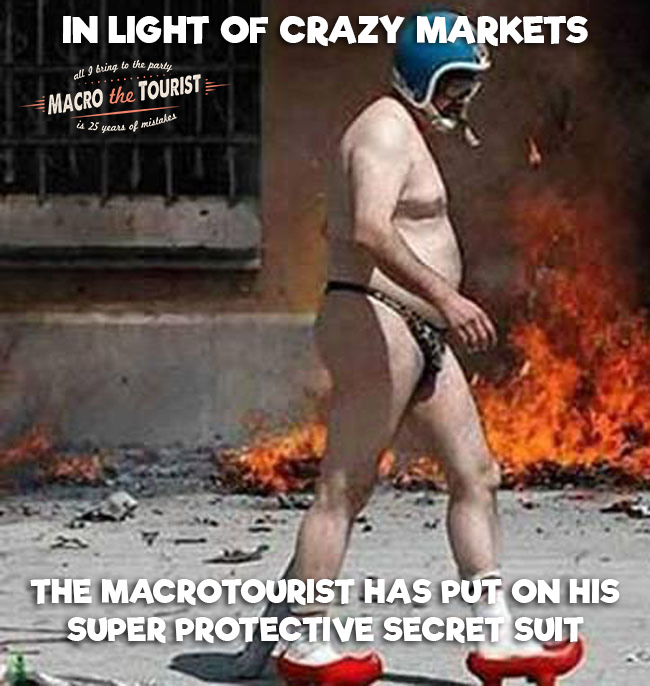 IN LIGHT OF CRAZY MARKETS
all I bring to the party
MACRO the TOURIST
is 25 years of mistakes
THE MACROTOURIST HAS PUT ON HIS
SUPER PROTECTIVE SECRET SUIT